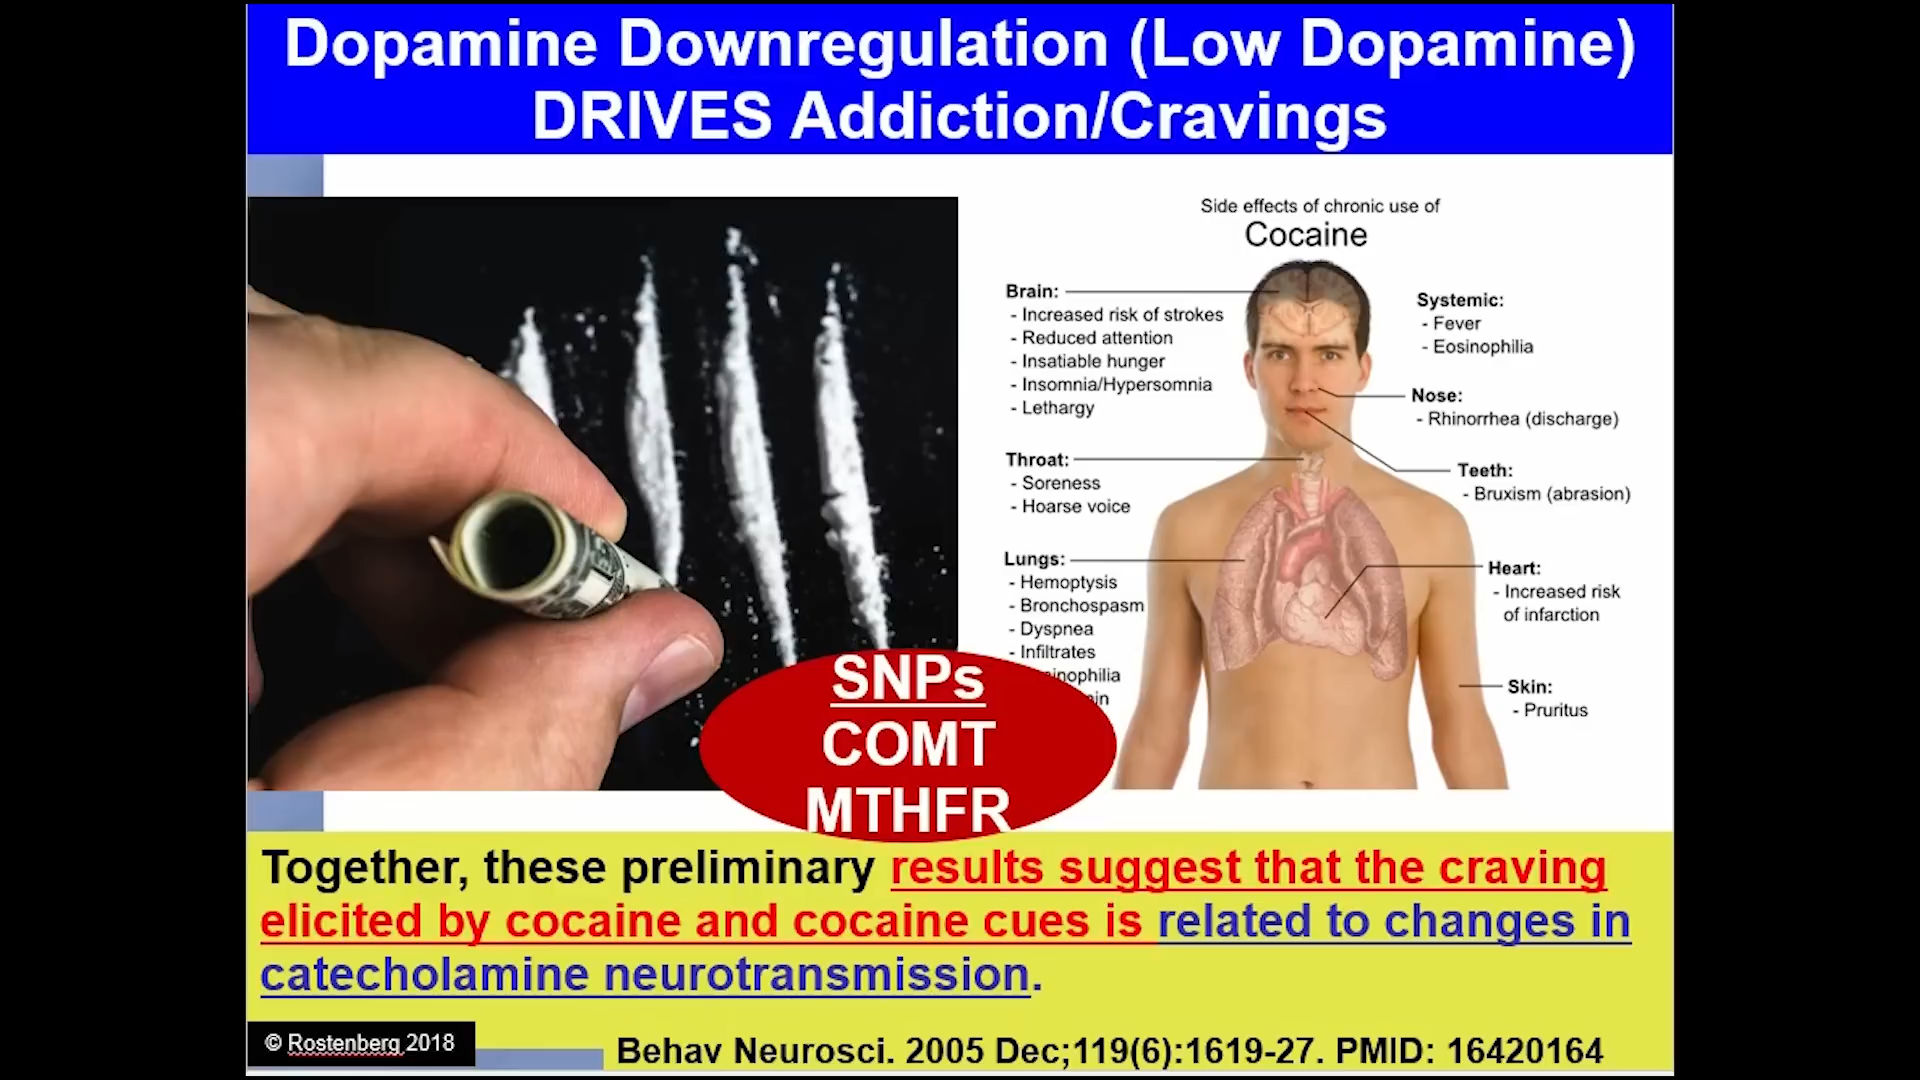 Dopamine Downregulation (Low Dopamine)
DRIVES Addiction/Cravings
Side effects of chronic use of
Cocaine
Brain:
- Increased risk of strokes
- Reduced attention
- Insatiable hunger
- Insomnia/Hypersomnia
- Lethargy
Throat:
- Soreness
- Hoarse voice
Lungs:
- Hemoptysis
- Bronchospasm
- Dyspnea
- Infiltrates
Systemic:
- Fever
- Eosinophilia
Nose:
- Rhinorrhea (discharge)
Teeth:
- Bruxism (abrasion)
Heart:
- Increased risk
of infarction
Skin:
- Pruritus
SNPs
COMT
MTHFR
Together, these preliminary results suggest that the craving
elicited by cocaine and cocaine cues is related to changes in
catecholamine neurotransmission.
© Rostenberg 2018
Behav Neurosci. 2005 Dec;119(6):1619-27. PMID: 16420164